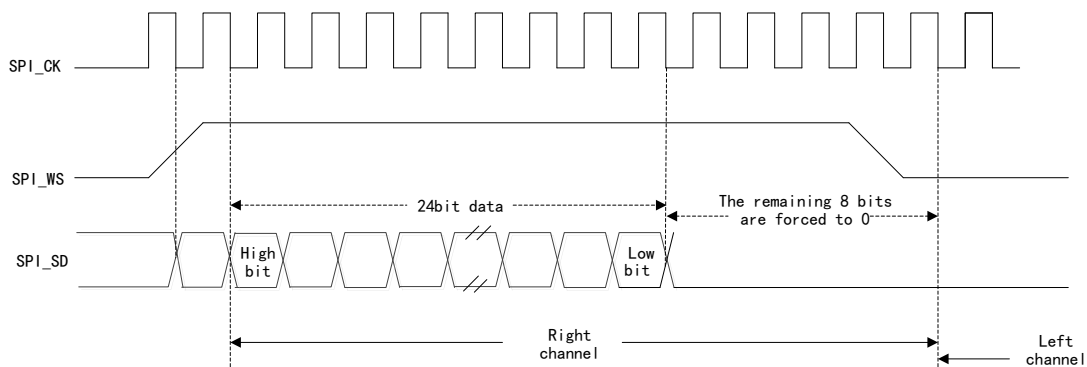 SPI_CK
SPI_WS
24bit data
The remaining 8 bits
are forced to 0
SPI_SD
High
bit
Low
bit
Right
channel
Left
channel